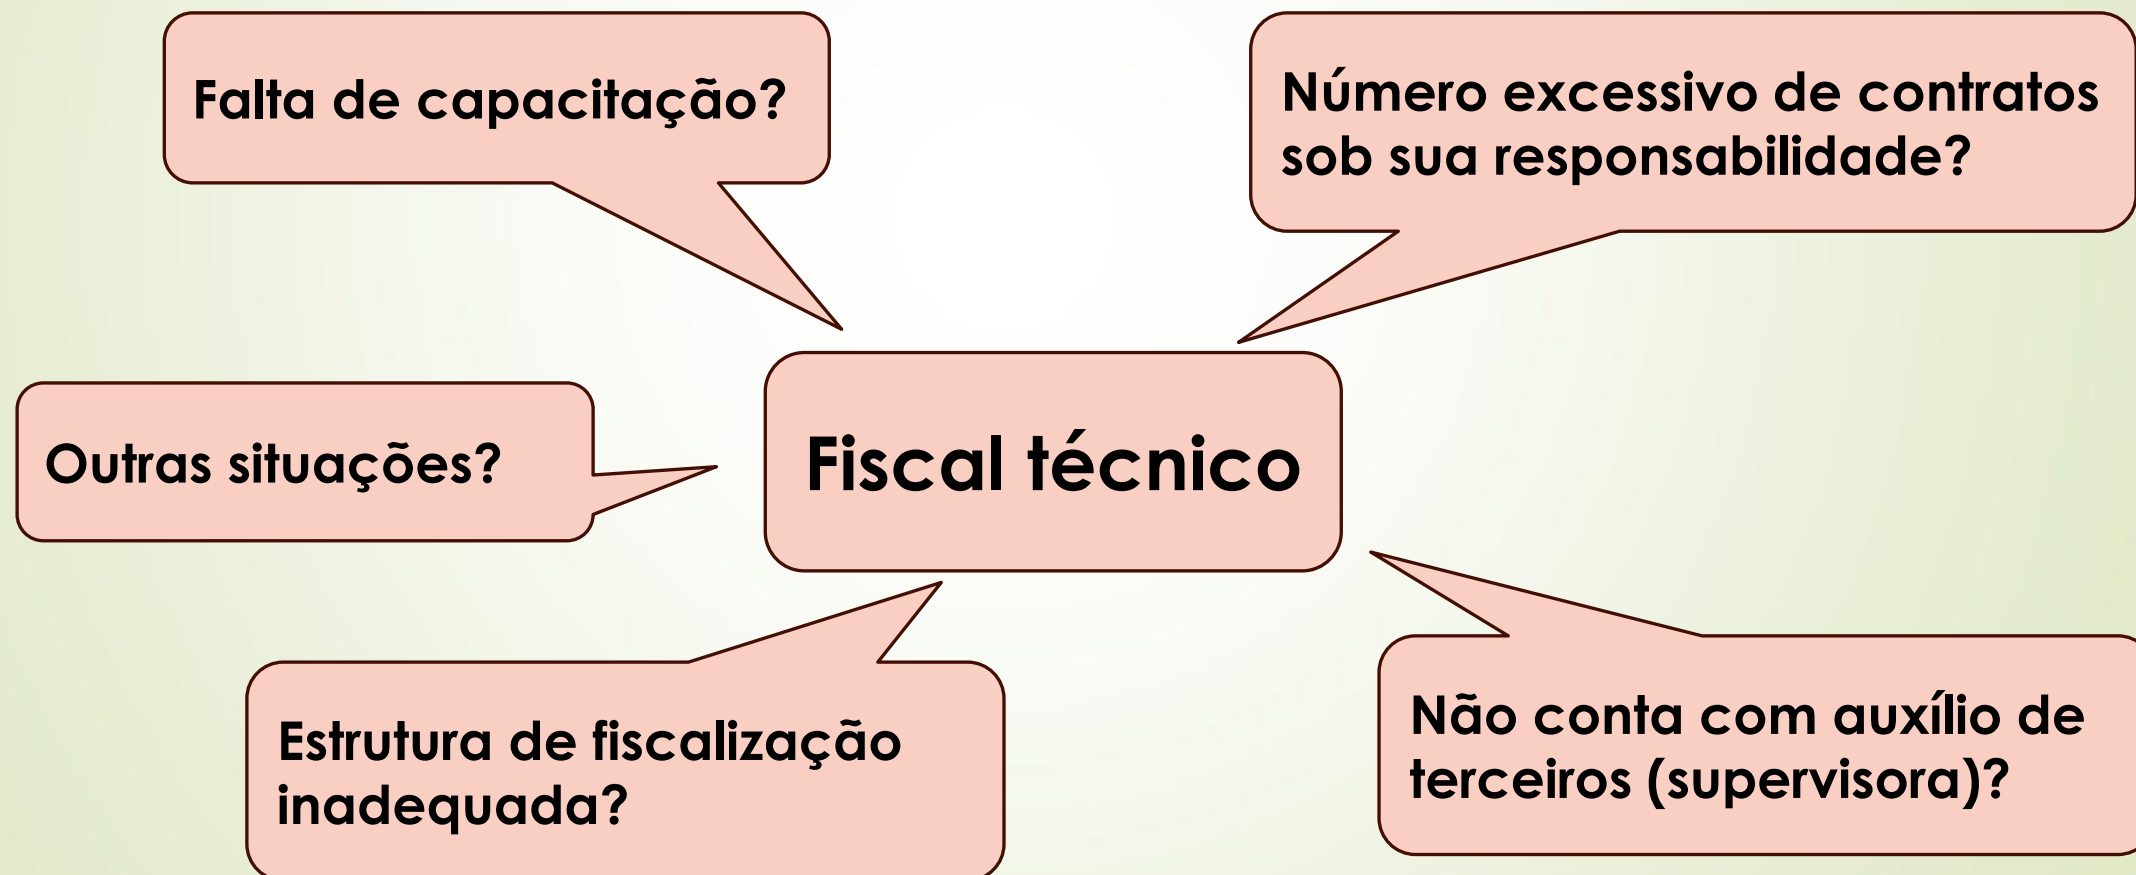 Falta de capacitação?
Número excessivo de contratos
sob sua responsabilidade?
Outras situações?
Fiscal técnico
Estrutura de fiscalização
inadequada?
Não conta com auxílio de
terceiros (supervisora)?